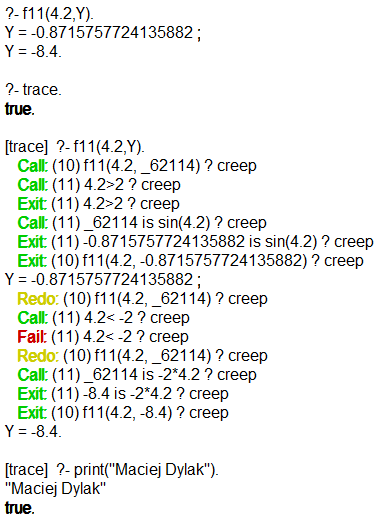 ?- f11(4.2,Y).
Y = -0.8715757724135882 ;
Y = -8.4.
?- trace.
true.
[trace]  ?- f11(4.2,Y).
Call: (10) f11(4.2, _62114) ? creep
Call: (11) 4.2>2 ? creep
Exit: (11) 4.2>2 ? creep
Call: (11) _62114 is sin(4.2) ? creep
Exit: (11) -0.8715757724135882 is sin(4.2) ? creep
Exit: (10) f11(4.2, -0.8715757724135882) ? creep
Y = -0.8715757724135882 ;
Redo: (10) f11(4.2, _62114) ? creep
Call: (11) 4.2< -2 ? creep
Fail: (11) 4.2< -2 ? creep
Redo: (10) f11(4.2, _62114) ? creep
Call: (11) _62114 is -2*4.2 ? creep
Exit: (11) -8.4 is -2*4.2 ? creep
Exit: (10) f11(4.2, -8.4) ? creep
Y = -8.4.
[trace]  ?- print("Maciej Dylak").
"Maciej Dylak"
true.